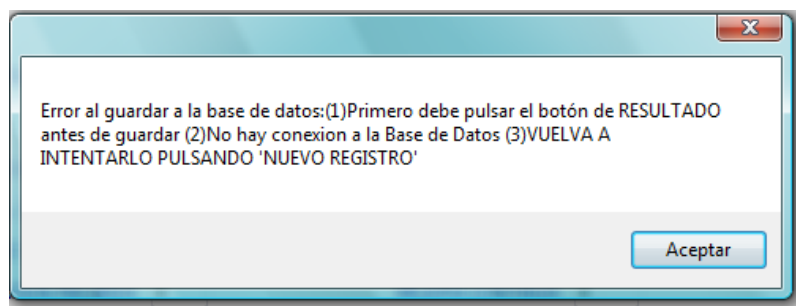 Error al guardar a la base de datos:(1)Primero debe pulsar el botón de RESULTADO
antes de guardar (2)No hay conexion a la Base de Datos (3)VUELVA A
INTENTARLO PULSANDO 'NUEVO REGISTRO'
Aceptar